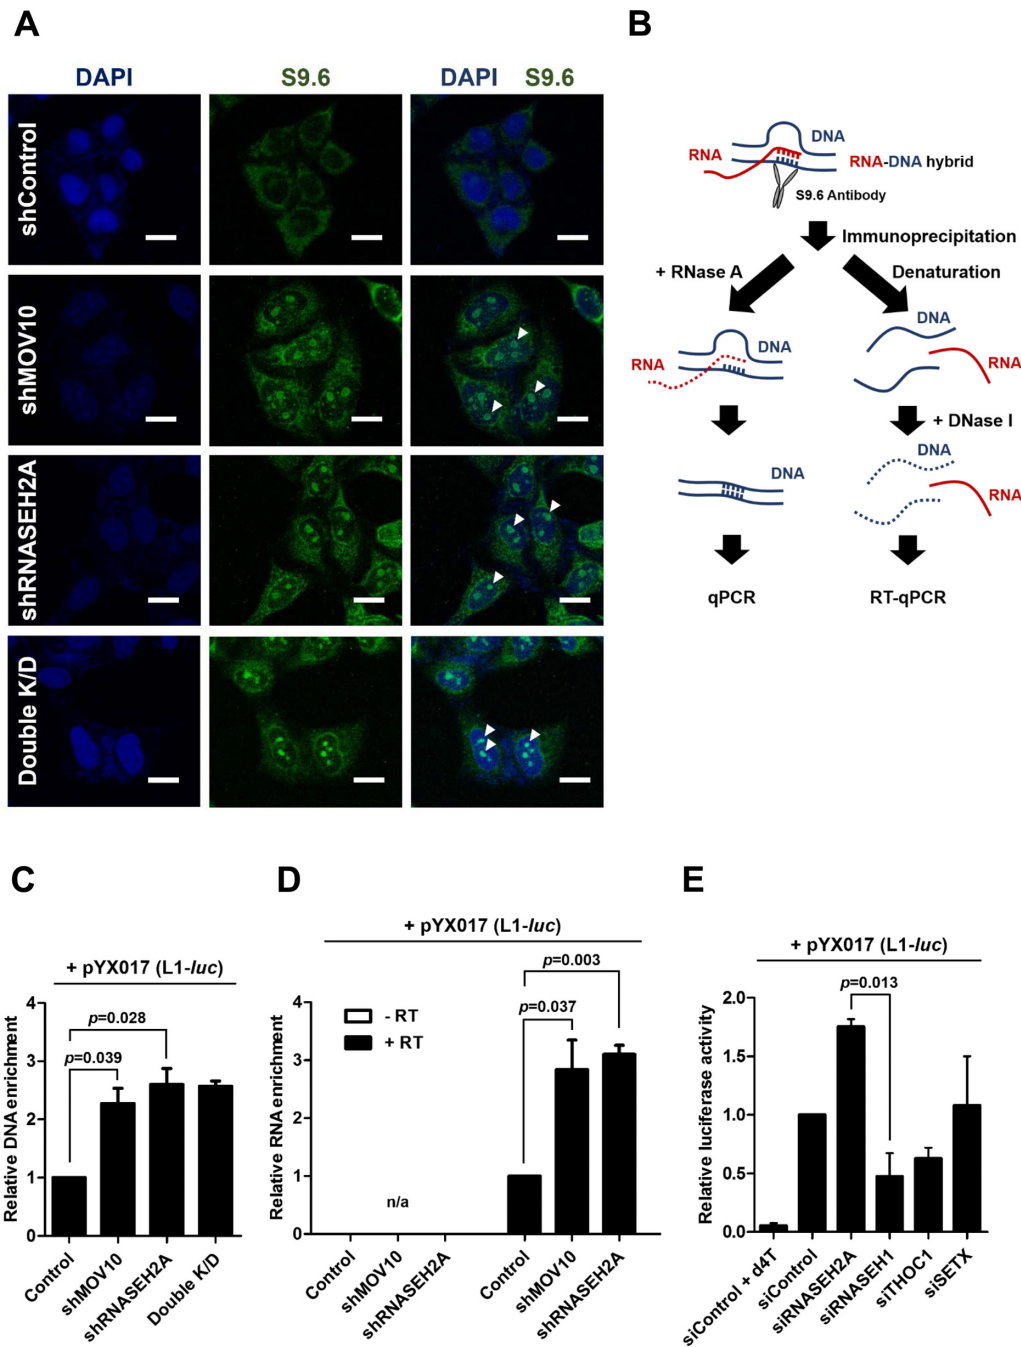 A
DAPI
S9.6
DAPI S9.6
shControl
shMOV10
shRNASEH2A
Double K/D
B
DNA
RNA
RNA-DNA hybrid
S9.6 Antibody
Immunoprecipitation
+ RNase A
Denaturation
DNA
RNA
DNA
RNA
+ DNase I
DNA
DNA
RNA
qPCR
RT-qPCR
C
+ pYX017 (L1-luc)
Relative DNA enrichment
4
3
2
1
0
p=0.028
p=0.039
Control
shMOV10
shRNASEH2A
Double K/D
D
+ pYX017 (L1-luc)
Relative RNA enrichment
4
3
2
1
0
- RT
+ RT
p=0.003
p=0.037
n/a
Control
shMOV10
shRNASEH2A
Control
shMOV10
shRNASEH2A
E
+ pYX017 (L1-luc)
Relative luciferase activity
2.0
1.5
1.0
0.5
0.0
p=0.013
siControl + d4T
siControl
siRNASEH2A
siRNASEH1
siTHOC1
siSETX